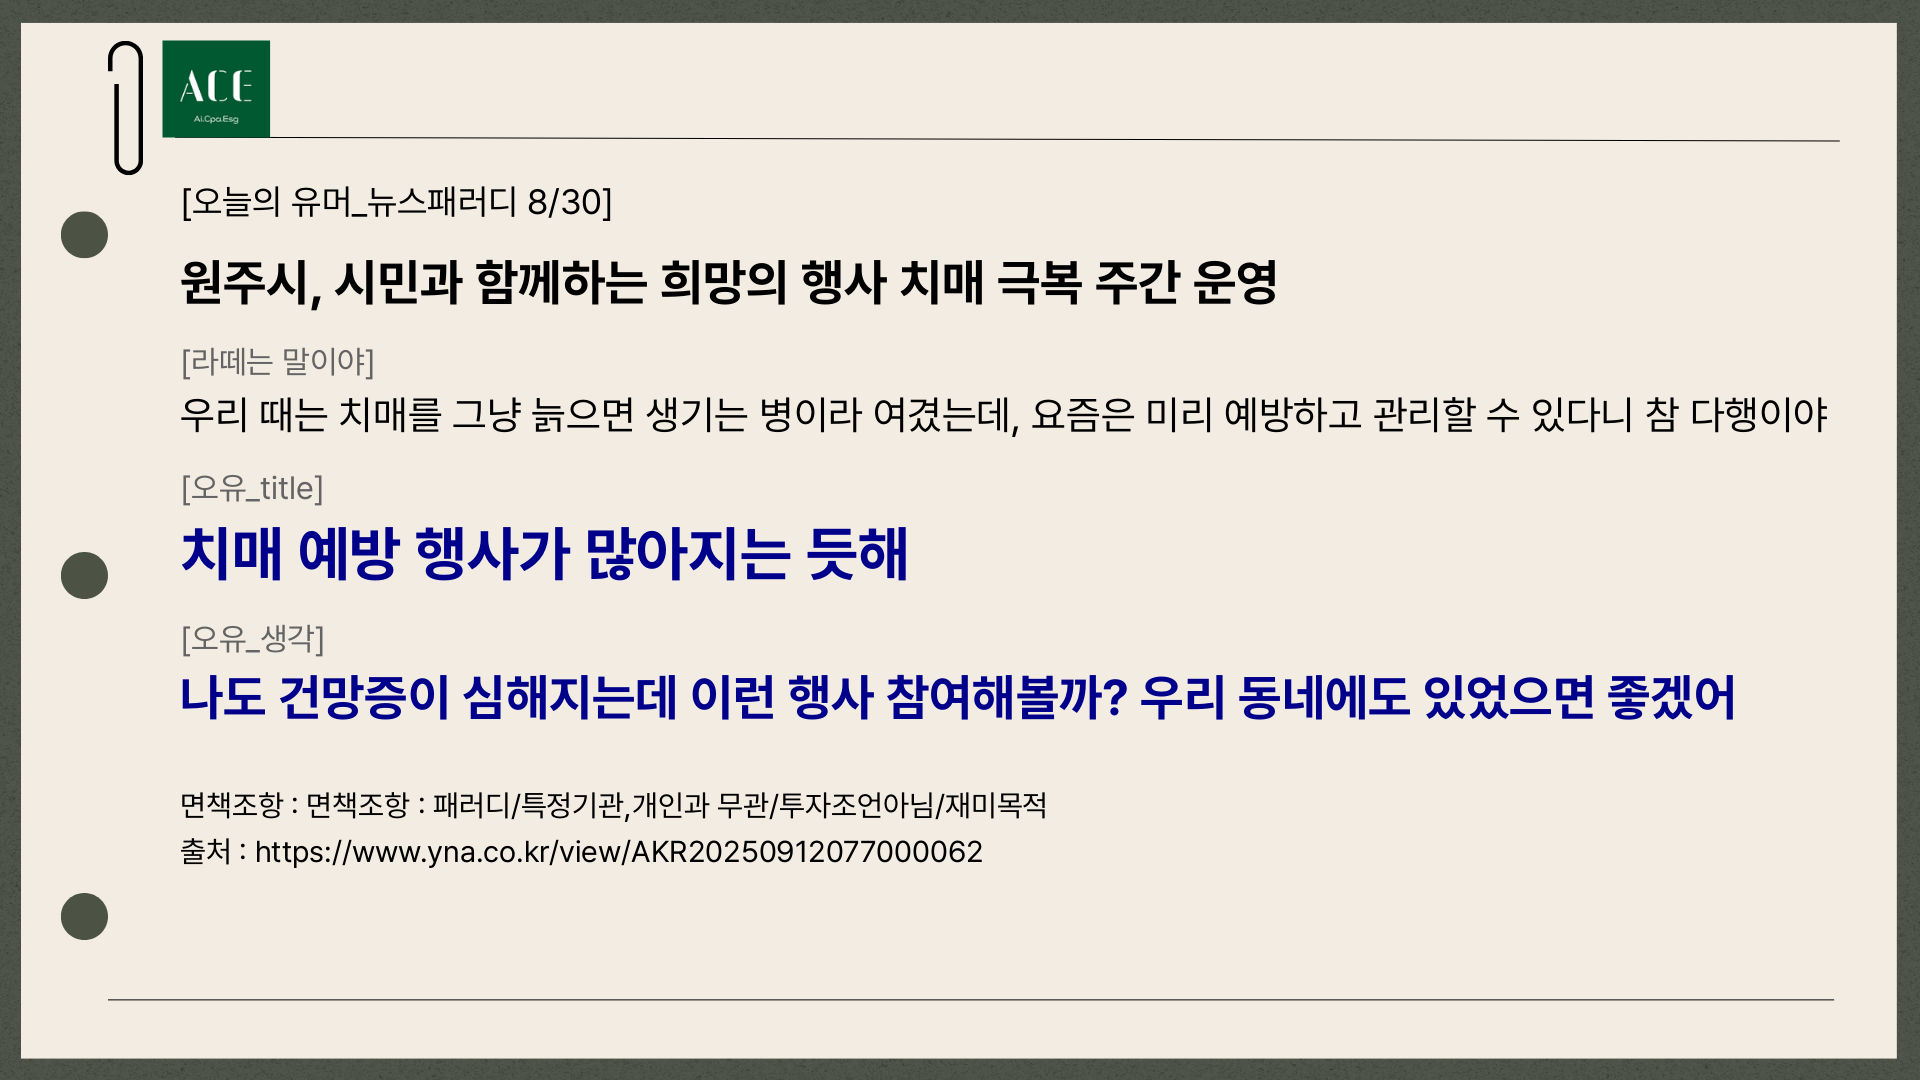 ACE
Ai.Cpa.Esg
[오늘의 유머_뉴스패러디 8/30]
원주시, 시민과 함께하는 희망의 행사 치매 극복 주간 운영
[라떼는 말이야]
우리 때는 치매를 그냥 늙으면 생기는 병이라 여겼는데, 요즘은 미리 예방하고 관리할 수 있다니 참 다행이야
[오유_title]
치매 예방 행사가 많아지는 듯해
[오유_생각]
나도 건망증이 심해지는데 이런 행사 참여해볼까? 우리 동네에도 있었으면 좋겠어
면책조항 : 면책조항 : 패러디/특정기관,개인과 무관/투자조언아님/재미목적
출처 : https://www.yna.co.kr/view/AKR20250912077000062